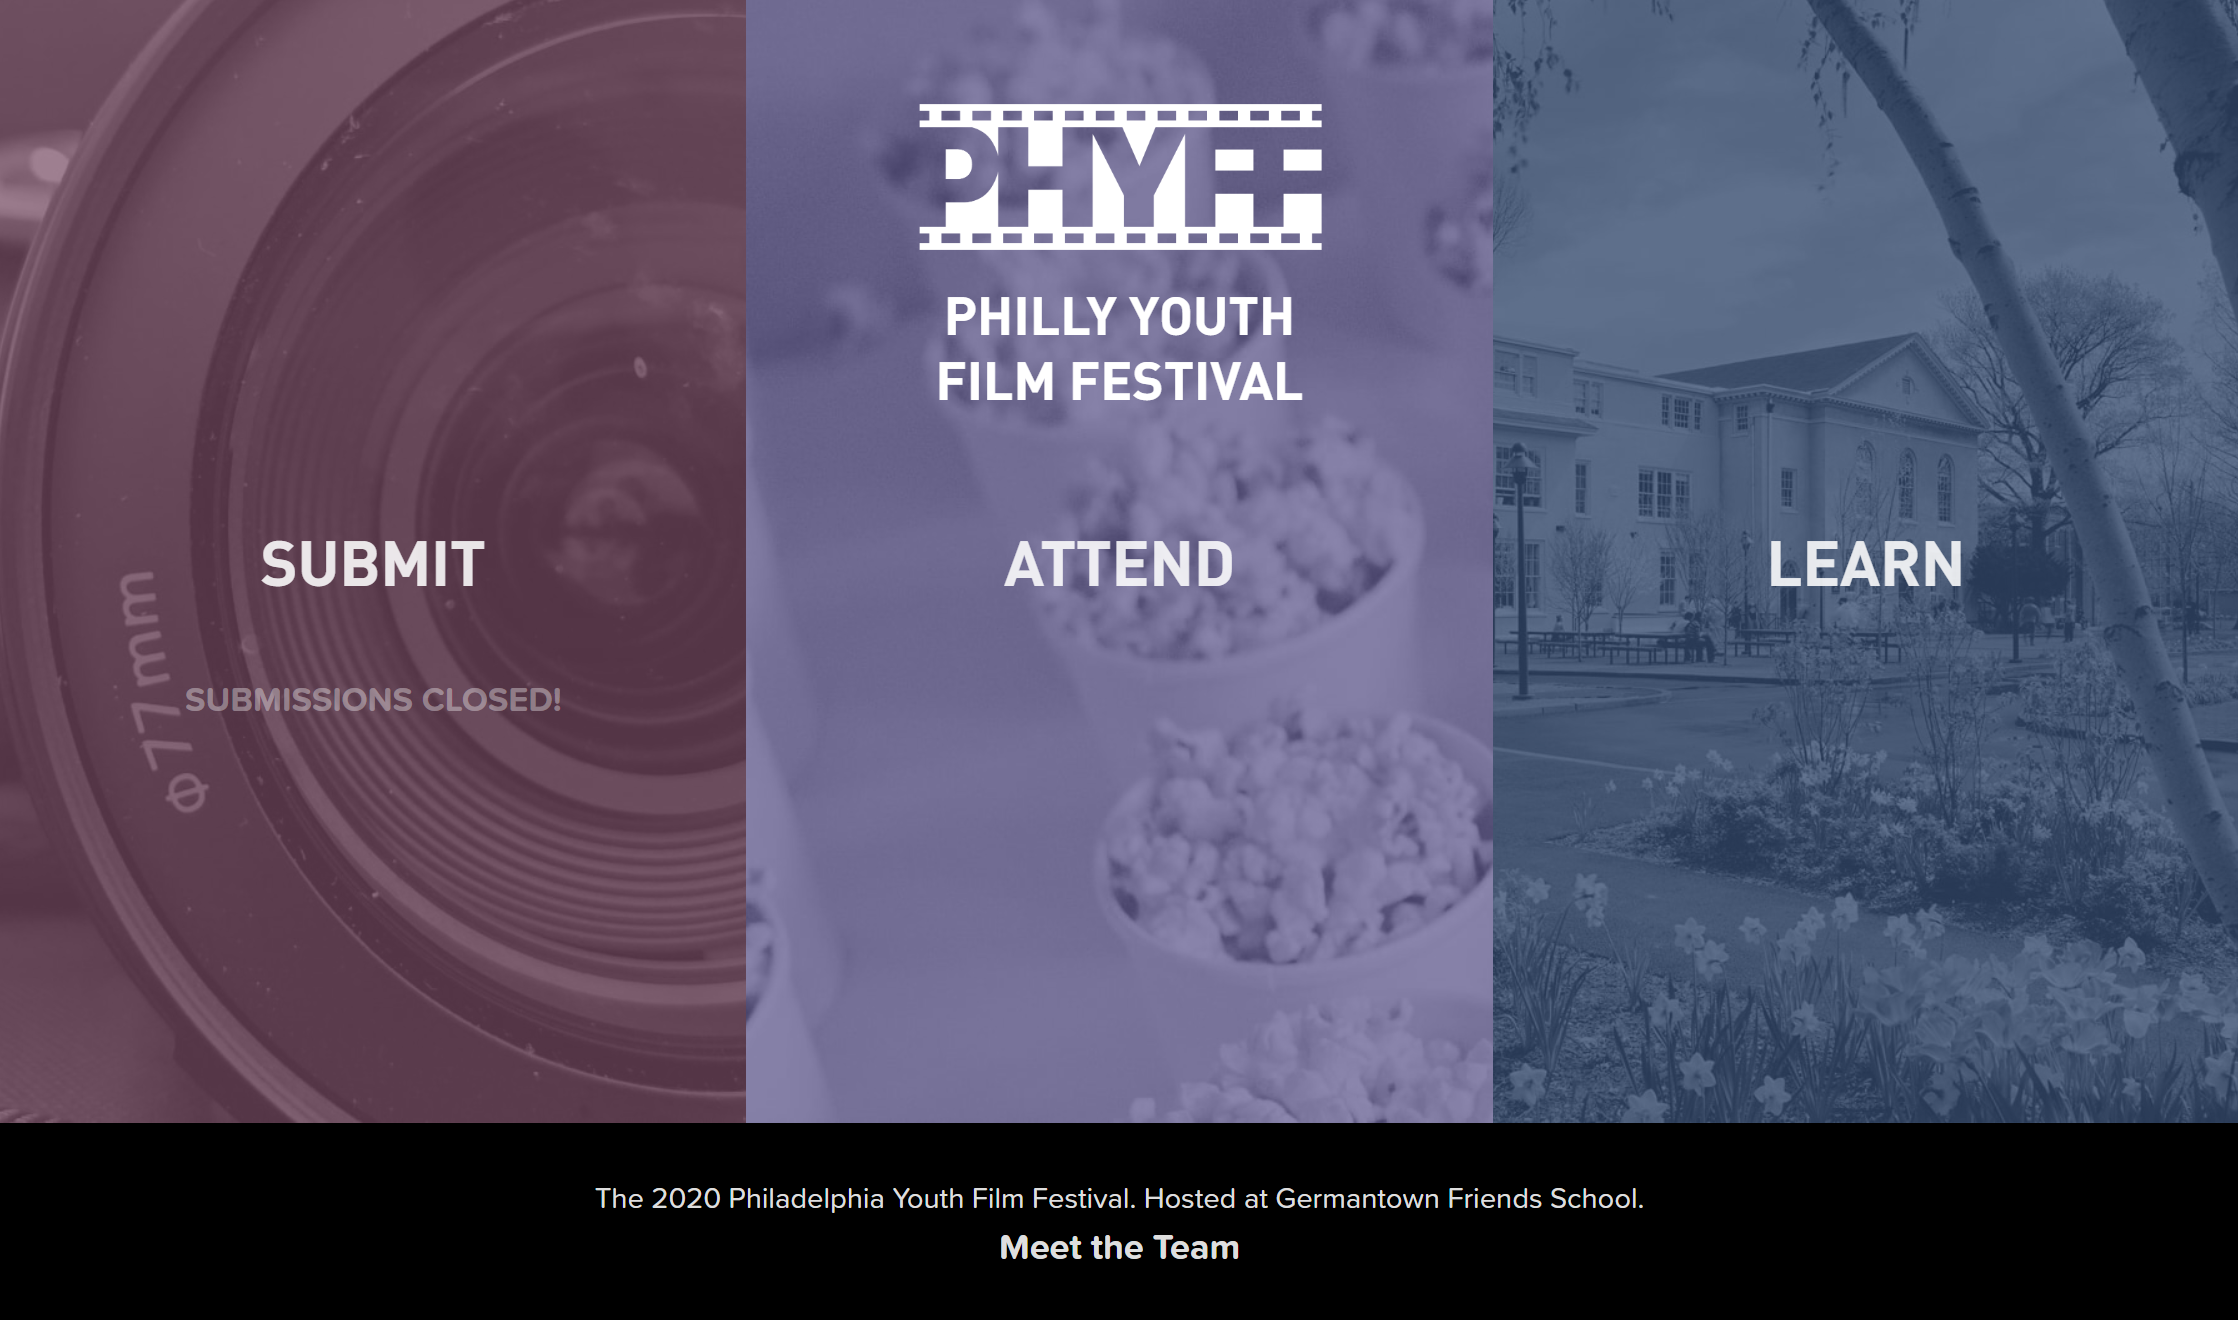 PHYFF
PHILLY YOUTH
FILM FESTIVAL
SUBMIT
SUBMISSIONS CLOSED!
ϕ77mm
ATTEND
LEARN
The 2020 Philadelphia Youth Film Festival. Hosted at Germantown Friends School.
Meet the Team